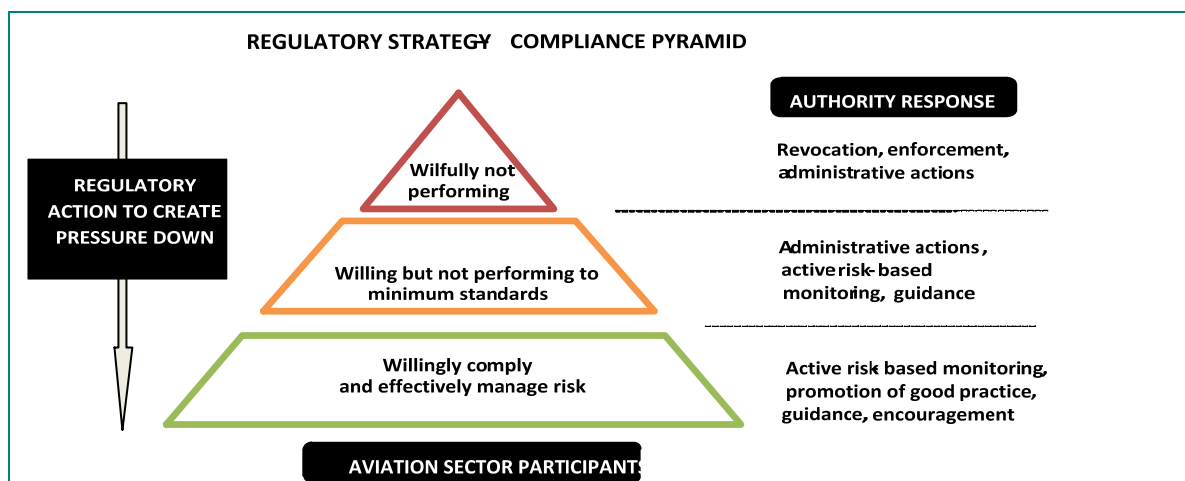 REGULATORY STRATEGY- COMPLIANCE PYRAMID
AUTHORITY RESPONSE
REGULATORY
ACTION TO CREATE
PRESSURE DOWN
Wilfully not
performing
Revocation, enforcement,
administrative actions
Willing but not performing to
minimum standards
Administrative actions,
active risk-based
monitoring, guidance
Willingly comply
and effectively manage risk
Active risk-based monitoring,
promotion of good practice,
guidance, encouragement
AVIATION SECTOR PARTICIPANTS